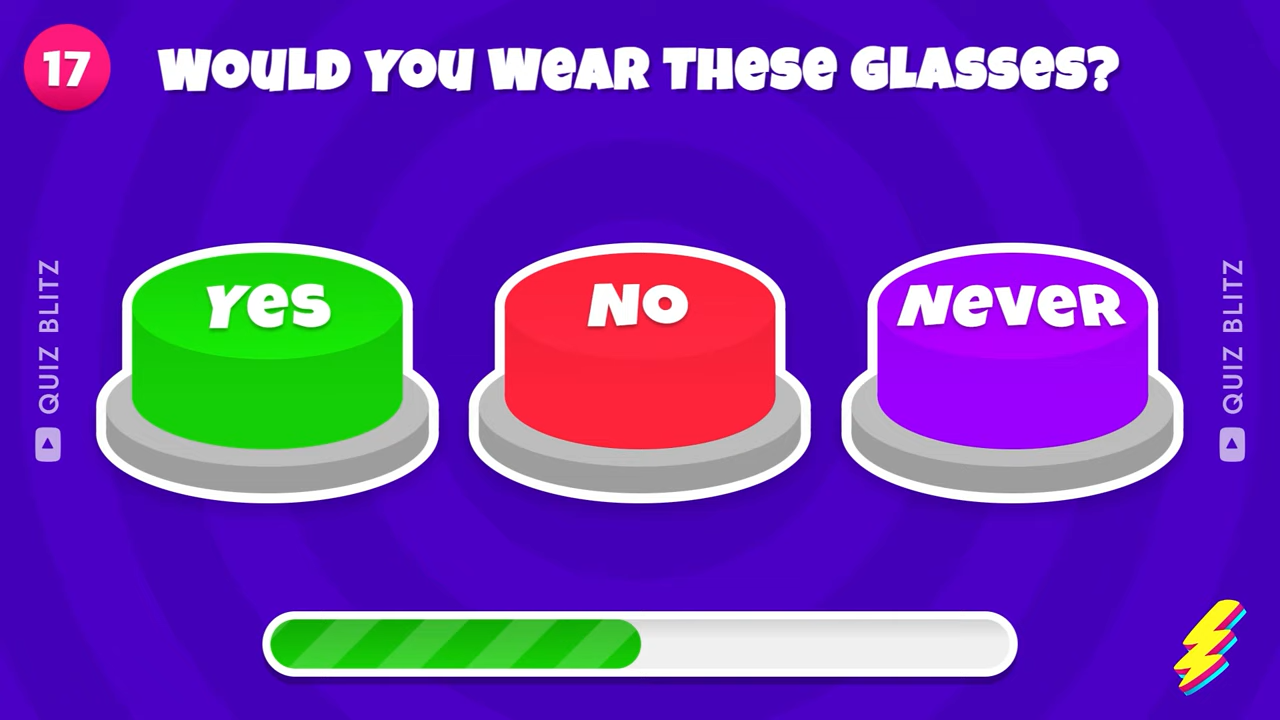 17
WOULD YOU WEAR THESE GLASSES?
YES
NO
NEVER
QUIZ BLITZ
QUIZ BLITZ